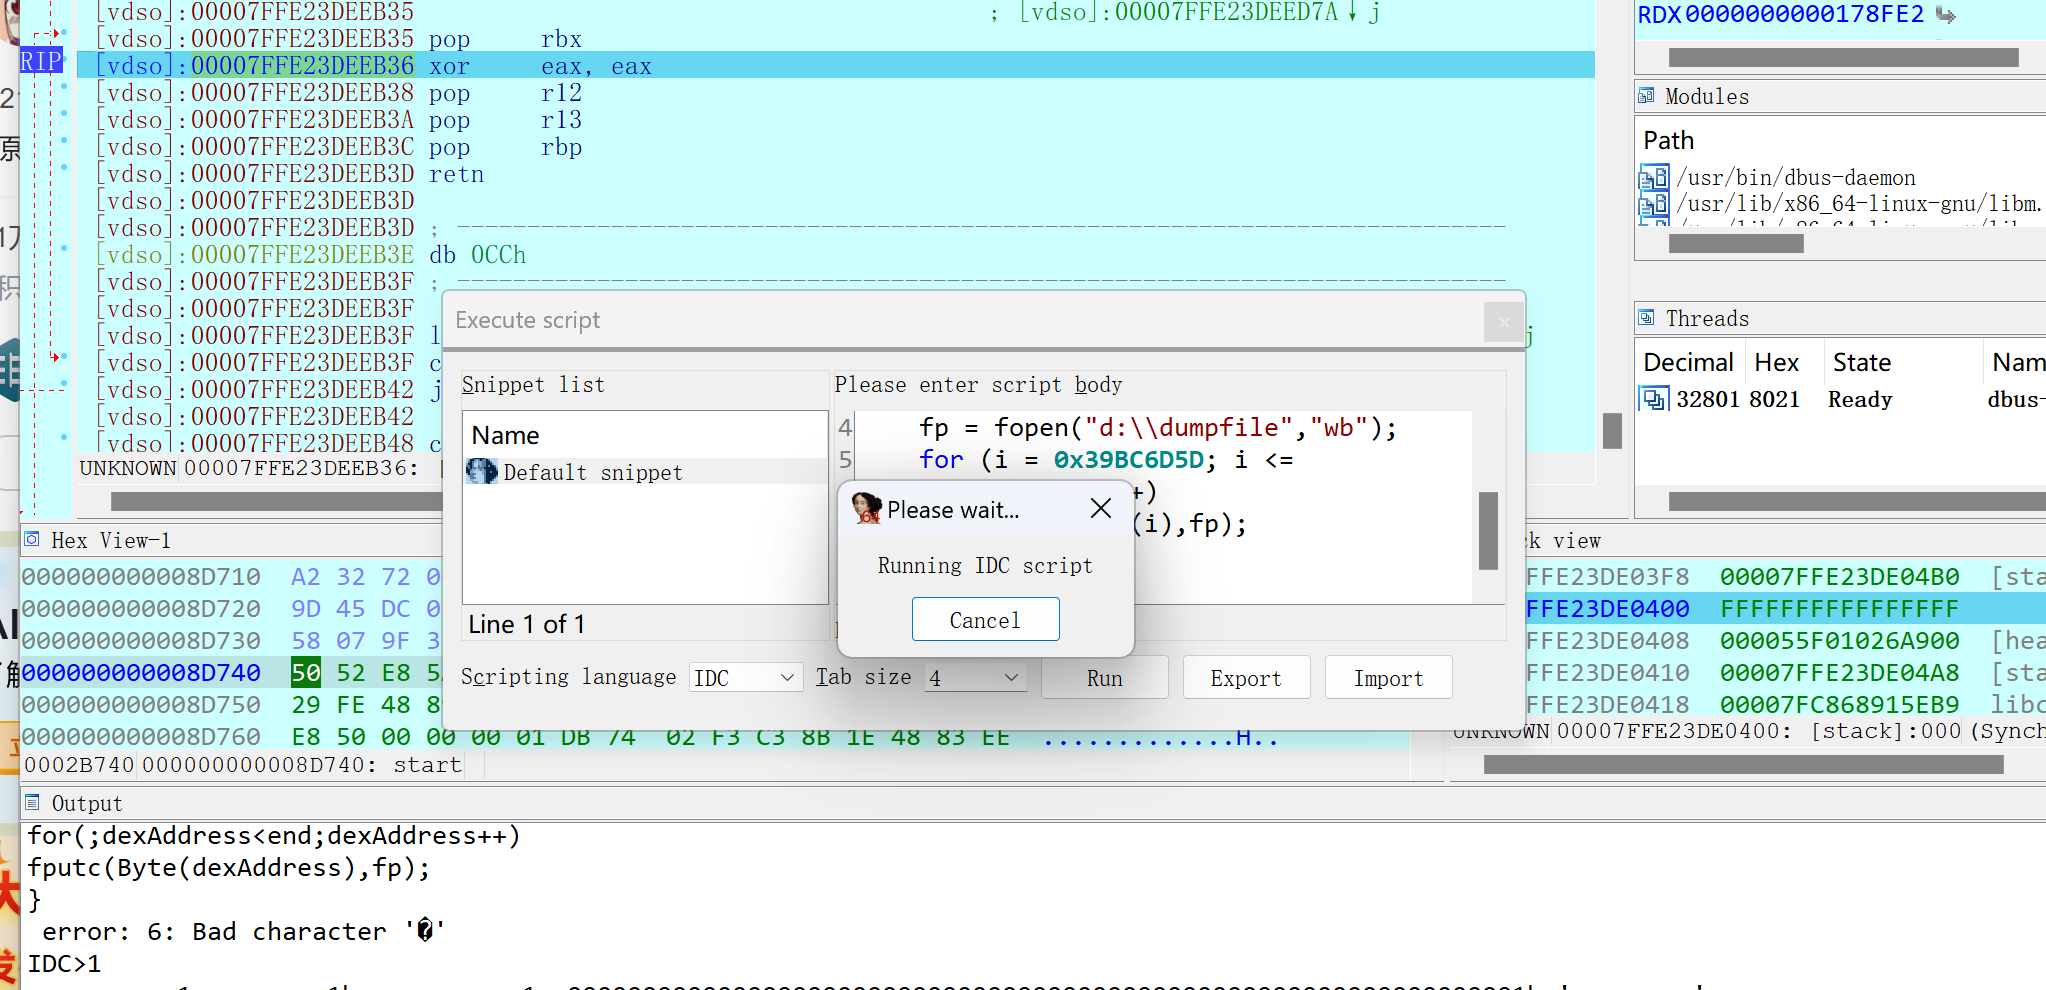 [vdso]:00007FFE23DEEB35 ; [vdso]:00007FFE23DEED7A↓j
[vdso]:00007FFE23DEEB35 pop rbx
RIP [vdso]:00007FFE23DEEB36 xor eax, eax
[vdso]:00007FFE23DEEB38 pop r12
[vdso]:00007FFE23DEEB3A pop r13
[vdso]:00007FFE23DEEB3C pop rbp
[vdso]:00007FFE23DEEB3D retn
[vdso]:00007FFE23DEEB3D
[vdso]:00007FFE23DEEB3D ; ---------------------------------------------------------------------------
[vdso]:00007FFE23DEEB3E db 0CCh
[vdso]:00007FFE23DEEB3F ; ---------------------------------------------------------------------------
[vdso]:00007FFE23DEEB3F
[vdso]:00007FFE23DEEB3F l
[vdso]:00007FFE23DEEB3F c
[vdso]:00007FFE23DEEB42 j
[vdso]:00007FFE23DEEB42
[vdso]:00007FFE23DEEB48 c
UNKNOWN 00007FFE23DEEB36:
RDX 0000000000178FE2
Modules
Path
/usr/bin/dbus-daemon
/usr/lib/x86_64-linux-gnu/libm.
Threads
Decimal Hex State Nam
32801 8021 Ready dbus-
Execute script
Snippet list
Name
Default snippet
Line 1 of 1
Please enter script body
4 fp = fopen("d:\\dumpfile","wb");
5 for (i = 0x39BC6D5D; i <=
+)
(i),fp);
Please wait...
Running IDC script
Cancel
Scripting language IDC Tab size 4 Run Export Import
Hex View-1
000000000008D710 A2 32 72 0
000000000008D720 9D 45 DC 0
000000000008D730 58 07 9F 3
000000000008D740 50 52 E8 5
000000000008D750 29 FE 48 8
000000000008D760 E8 50 00 00 00 01 DB 74 02 F3 C3 8B 1E 48 83 EE .............H..
0002B740 000000000008D740: start
ck view
FFE23DE03F8 00007FFE23DE04B0 [sta
FFE23DE0400 FFFFFFFFFFFFFFFF
FFE23DE0408 000055F01026A900 [hea
FFE23DE0410 00007FFE23DE04A8 [sta
FFE23DE0418 00007FC868915EB9 libc
UNKNOWN 00007FFE23DE0400: [stack]:000 (Synch
Output
for(;dexAddress<end;dexAddress++)
fputc(Byte(dexAddress),fp);
}
error: 6: Bad character '�'
IDC>1